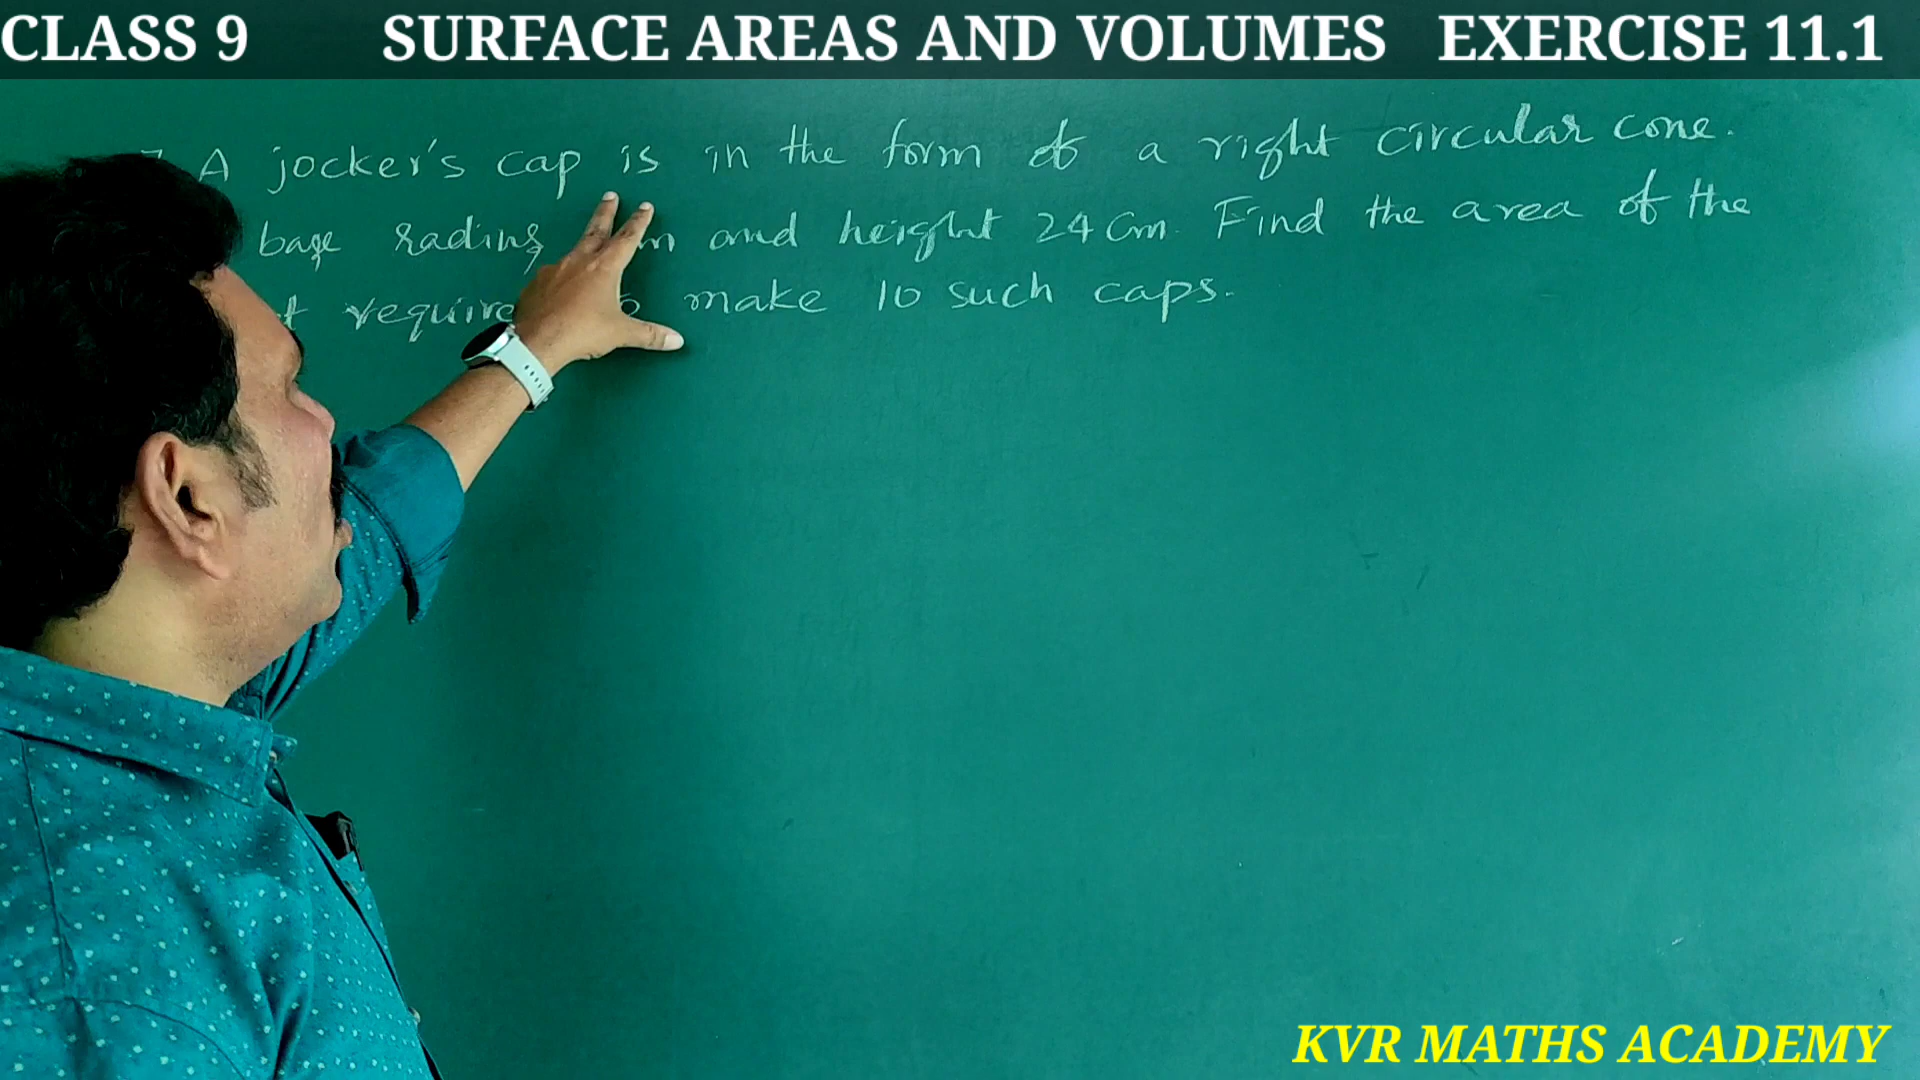 CLASS 9 SURFACE AREAS AND VOLUMES EXERCISE 11.1
A jocker's cap is in the form of a right circular cone.
base radius and height 24 cm. Find the area of the
make 10 such caps.
KVR MATHS ACADEMY